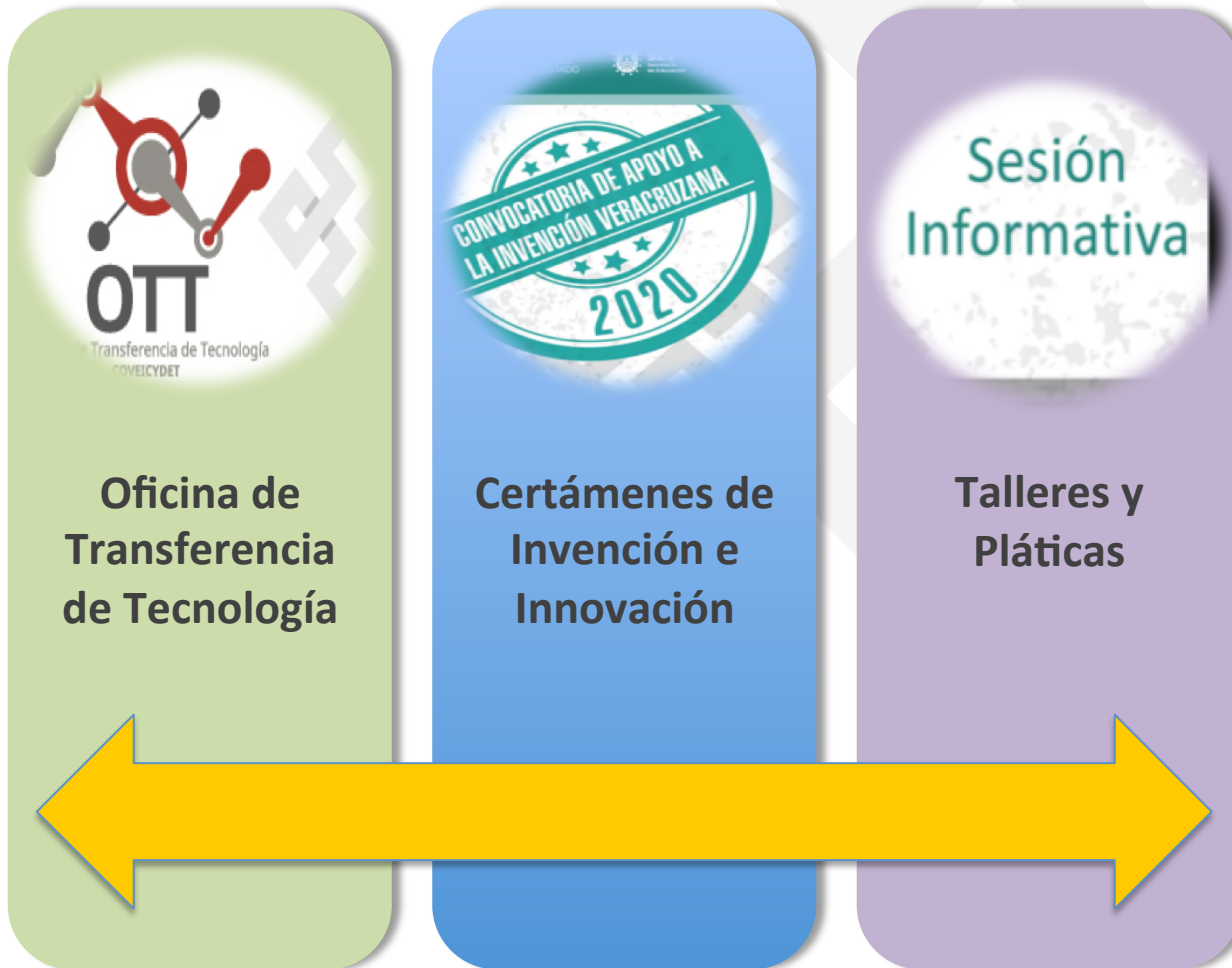 OTT
de Transferencia de Tecnología
COVEICYDET
Oficina de
Transferencia
de Tecnología
CONVOCATORIA DE APOYO A
LA INVENCIÓN VERACRUZANA
2020
Certámenes de
Invención e
Innovación
Sesión
Informativa
Talleres y
Pláticas